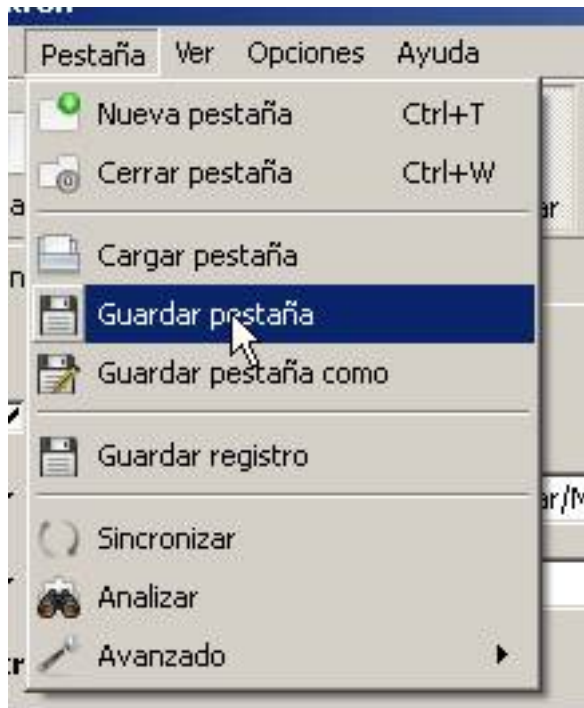 Pestaña Ver Opciones Ayuda
Nueva pestaña Ctrl+T
Cerrar pestaña Ctrl+W
Cargar pestaña
Guardar pestaña
Guardar pestaña como
Guardar registro
Sincronizar
Analizar
Avanzado